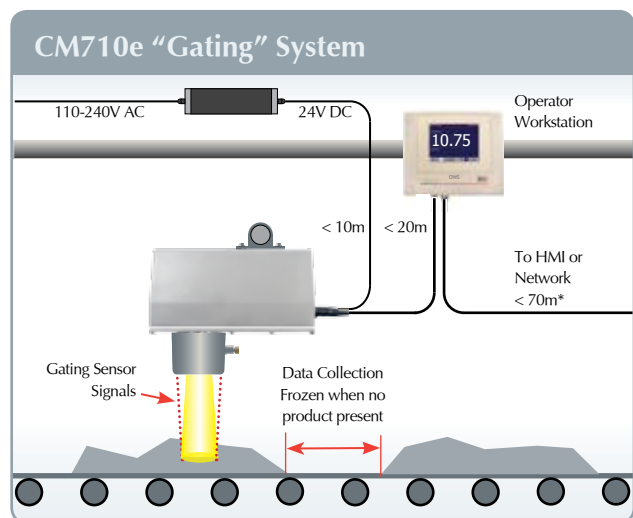 CM710e “Gating” System
110-240V AC
24V DC
Operator
Workstation
10.75
< 10m
< 20m
To HMI or
Network
< 70m*
Gating Sensor
Signals
Data Collection
Frozen when no
product present